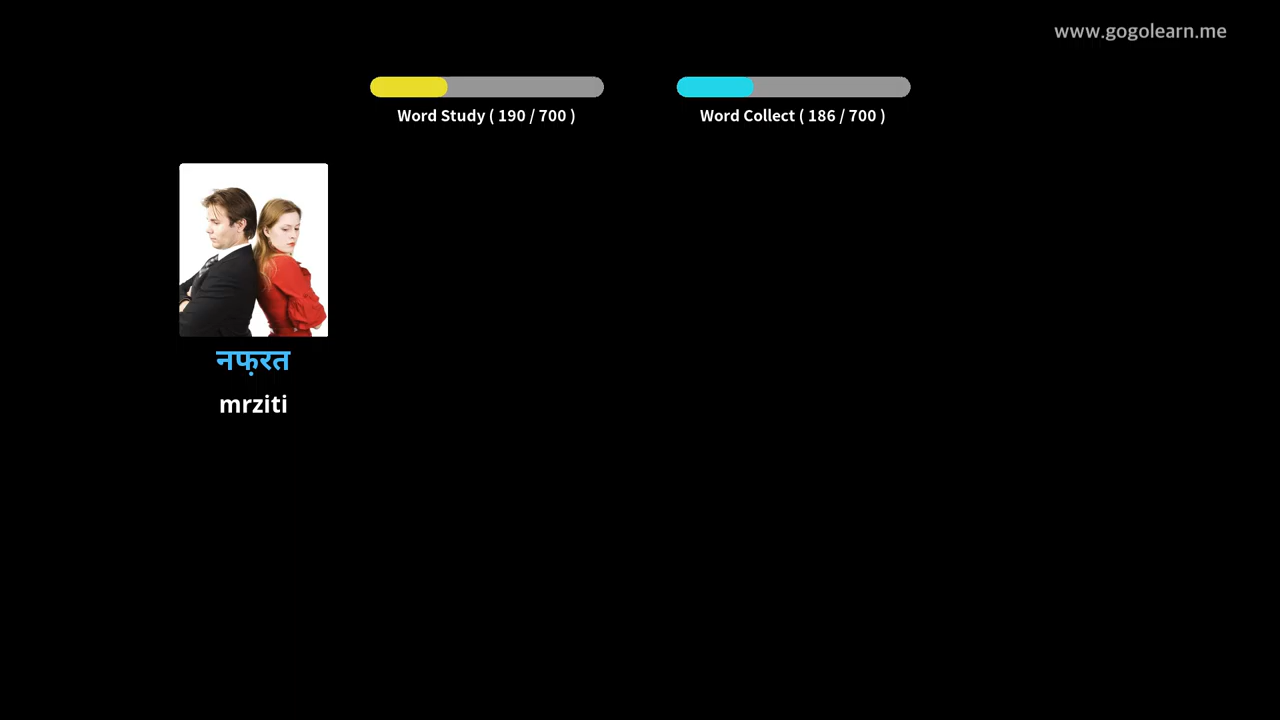 www.gogolearn.me
Word Study ( 190 / 700 )
Word Collect ( 186 / 700 )
नफ़रत
mrziti